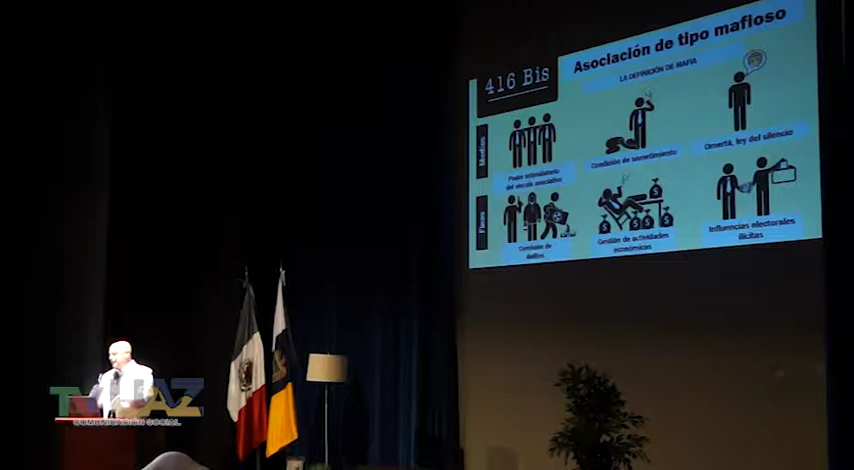 416 Bis
Asociación de tipo mafioso
LA DEFINICIÓN DE MAFIA
Medios
Poder intimidatorio
del vínculo asociativo
Condición de sometimiento
Omertà, ley del silencio
Fines
Comisión de
delitos
Gestión de actividades
económicas
Influencias electorales
ilícitas
COMUNICACIÓN SOCIAL